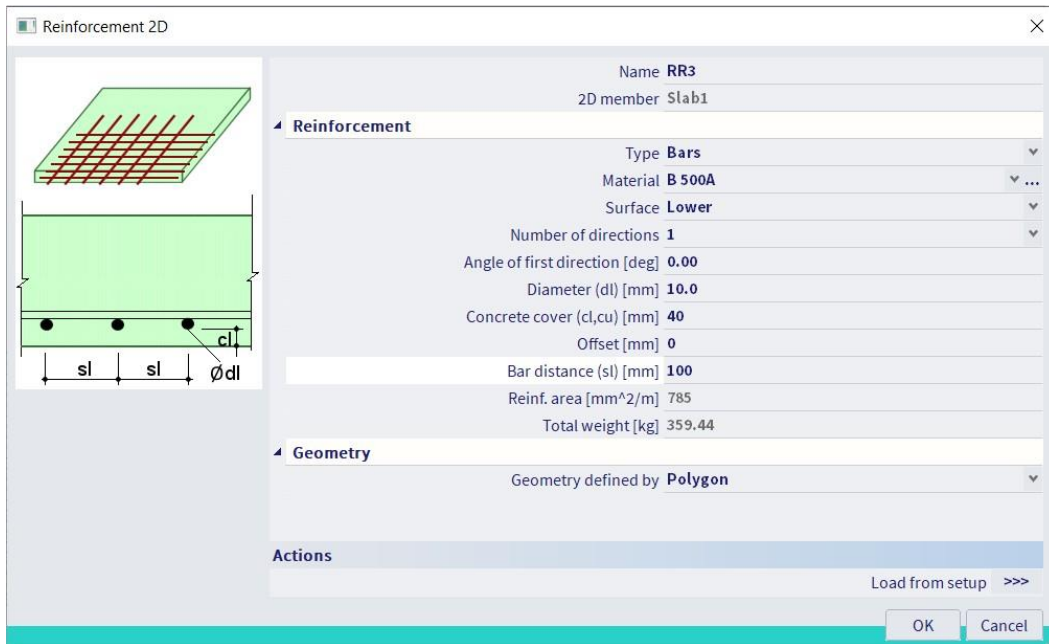 Reinforcement 2D
Name RR3
2D member Slab1
Reinforcement
Type Bars
Material B 500A ...
Surface Lower
Number of directions 1
Angle of first direction [deg] 0.00
Diameter (dl) [mm] 10.0
Concrete cover (cl,cu) [mm] 40
Offset [mm] 0
Bar distance (sl) [mm] 100
Reinf. area [mm^2/m] 785
Total weight [kg] 359.44
Geometry
Geometry defined by Polygon
Actions
Load from setup >>>
OK Cancel
cl
sl sl Ødl